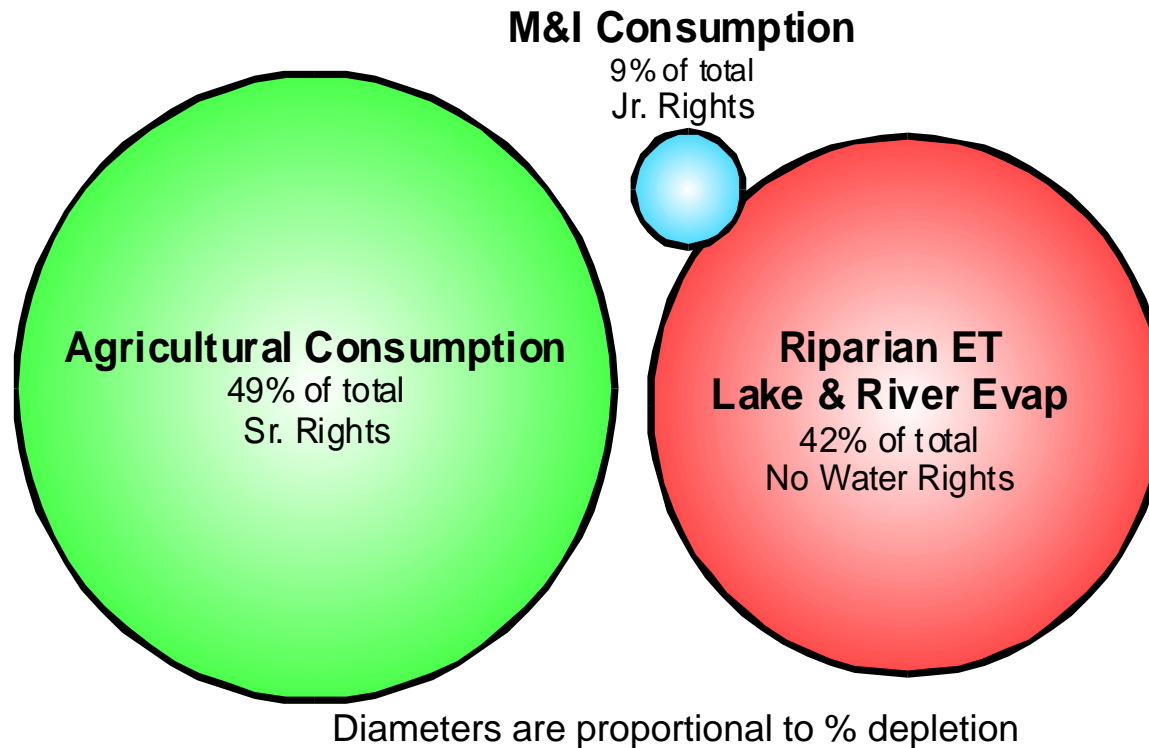 M&I Consumption
9% of total
Jr. Rights
Agricultural Consumption
49% of total
Sr. Rights
Riparian ET
Lake & River Evap
42% of total
No Water Rights
Diameters are proportional to % depletion